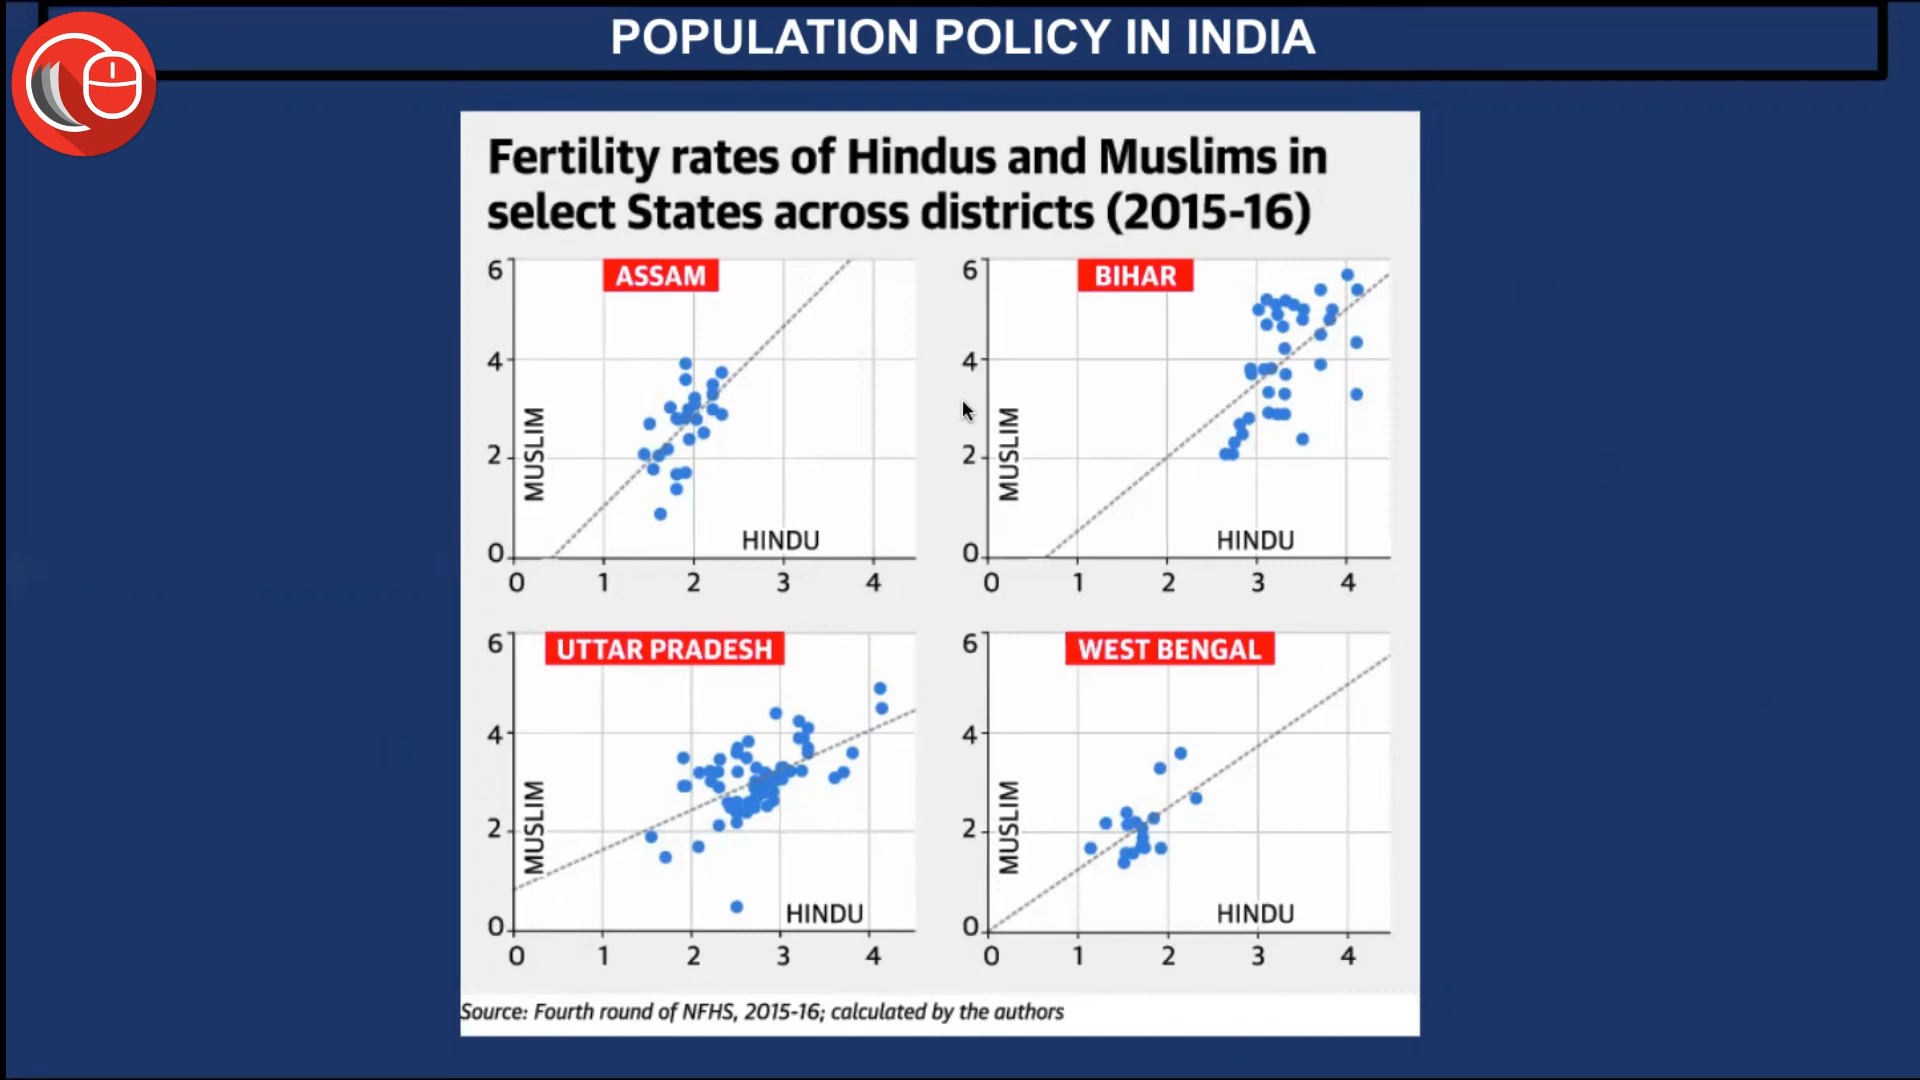 POPULATION POLICY IN INDIA
Fertility rates of Hindus and Muslims in
select States across districts (2015-16)
ASSAM
6
4
2
0
MUSLIM
HINDU
0 1 2 3 4
BIHAR
6
4
2
0
MUSLIM
HINDU
0 1 2 3 4
UTTAR PRADESH
6
4
2
0
MUSLIM
HINDU
0 1 2 3 4
WEST BENGAL
6
4
2
0
MUSLIM
HINDU
0 1 2 3 4
Source: Fourth round of NFHS, 2015-16; calculated by the authors